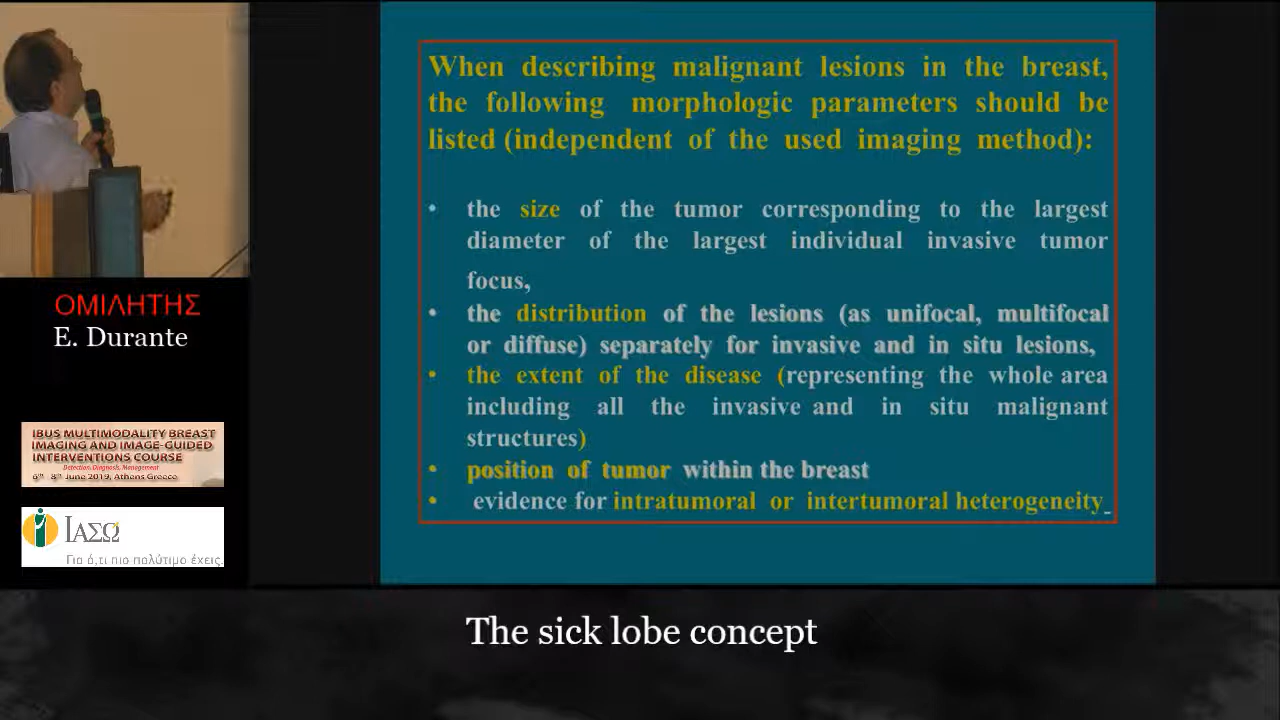 When describing malignant lesions in the breast,
the following morphologic parameters should be
listed (independent of the used imaging method):
• the size of the tumor corresponding to the largest
diameter of the largest individual invasive tumor
focus,
• the distribution of the lesions (as unifocal, multifocal
or diffuse) separately for invasive and in situ lesions,
• the extent of the disease (representing the whole area
including all the invasive and in situ malignant
structures)
• position of tumor within the breast
• evidence for intratumoral or intertumoral heterogeneity
ΟΜΙΛΗΤΗΣ
E. Durante
IBUS MULTIMODALITY BREAST
IMAGING AND IMAGE-GUIDED
INTERVENTIONS COURSE
Detection, Diagnosis, Management
6th 8th June 2019, Athens Greece
ΙΑΣΩ
Για ό,τι πιο πολύτιμο έχεις.
The sick lobe concept